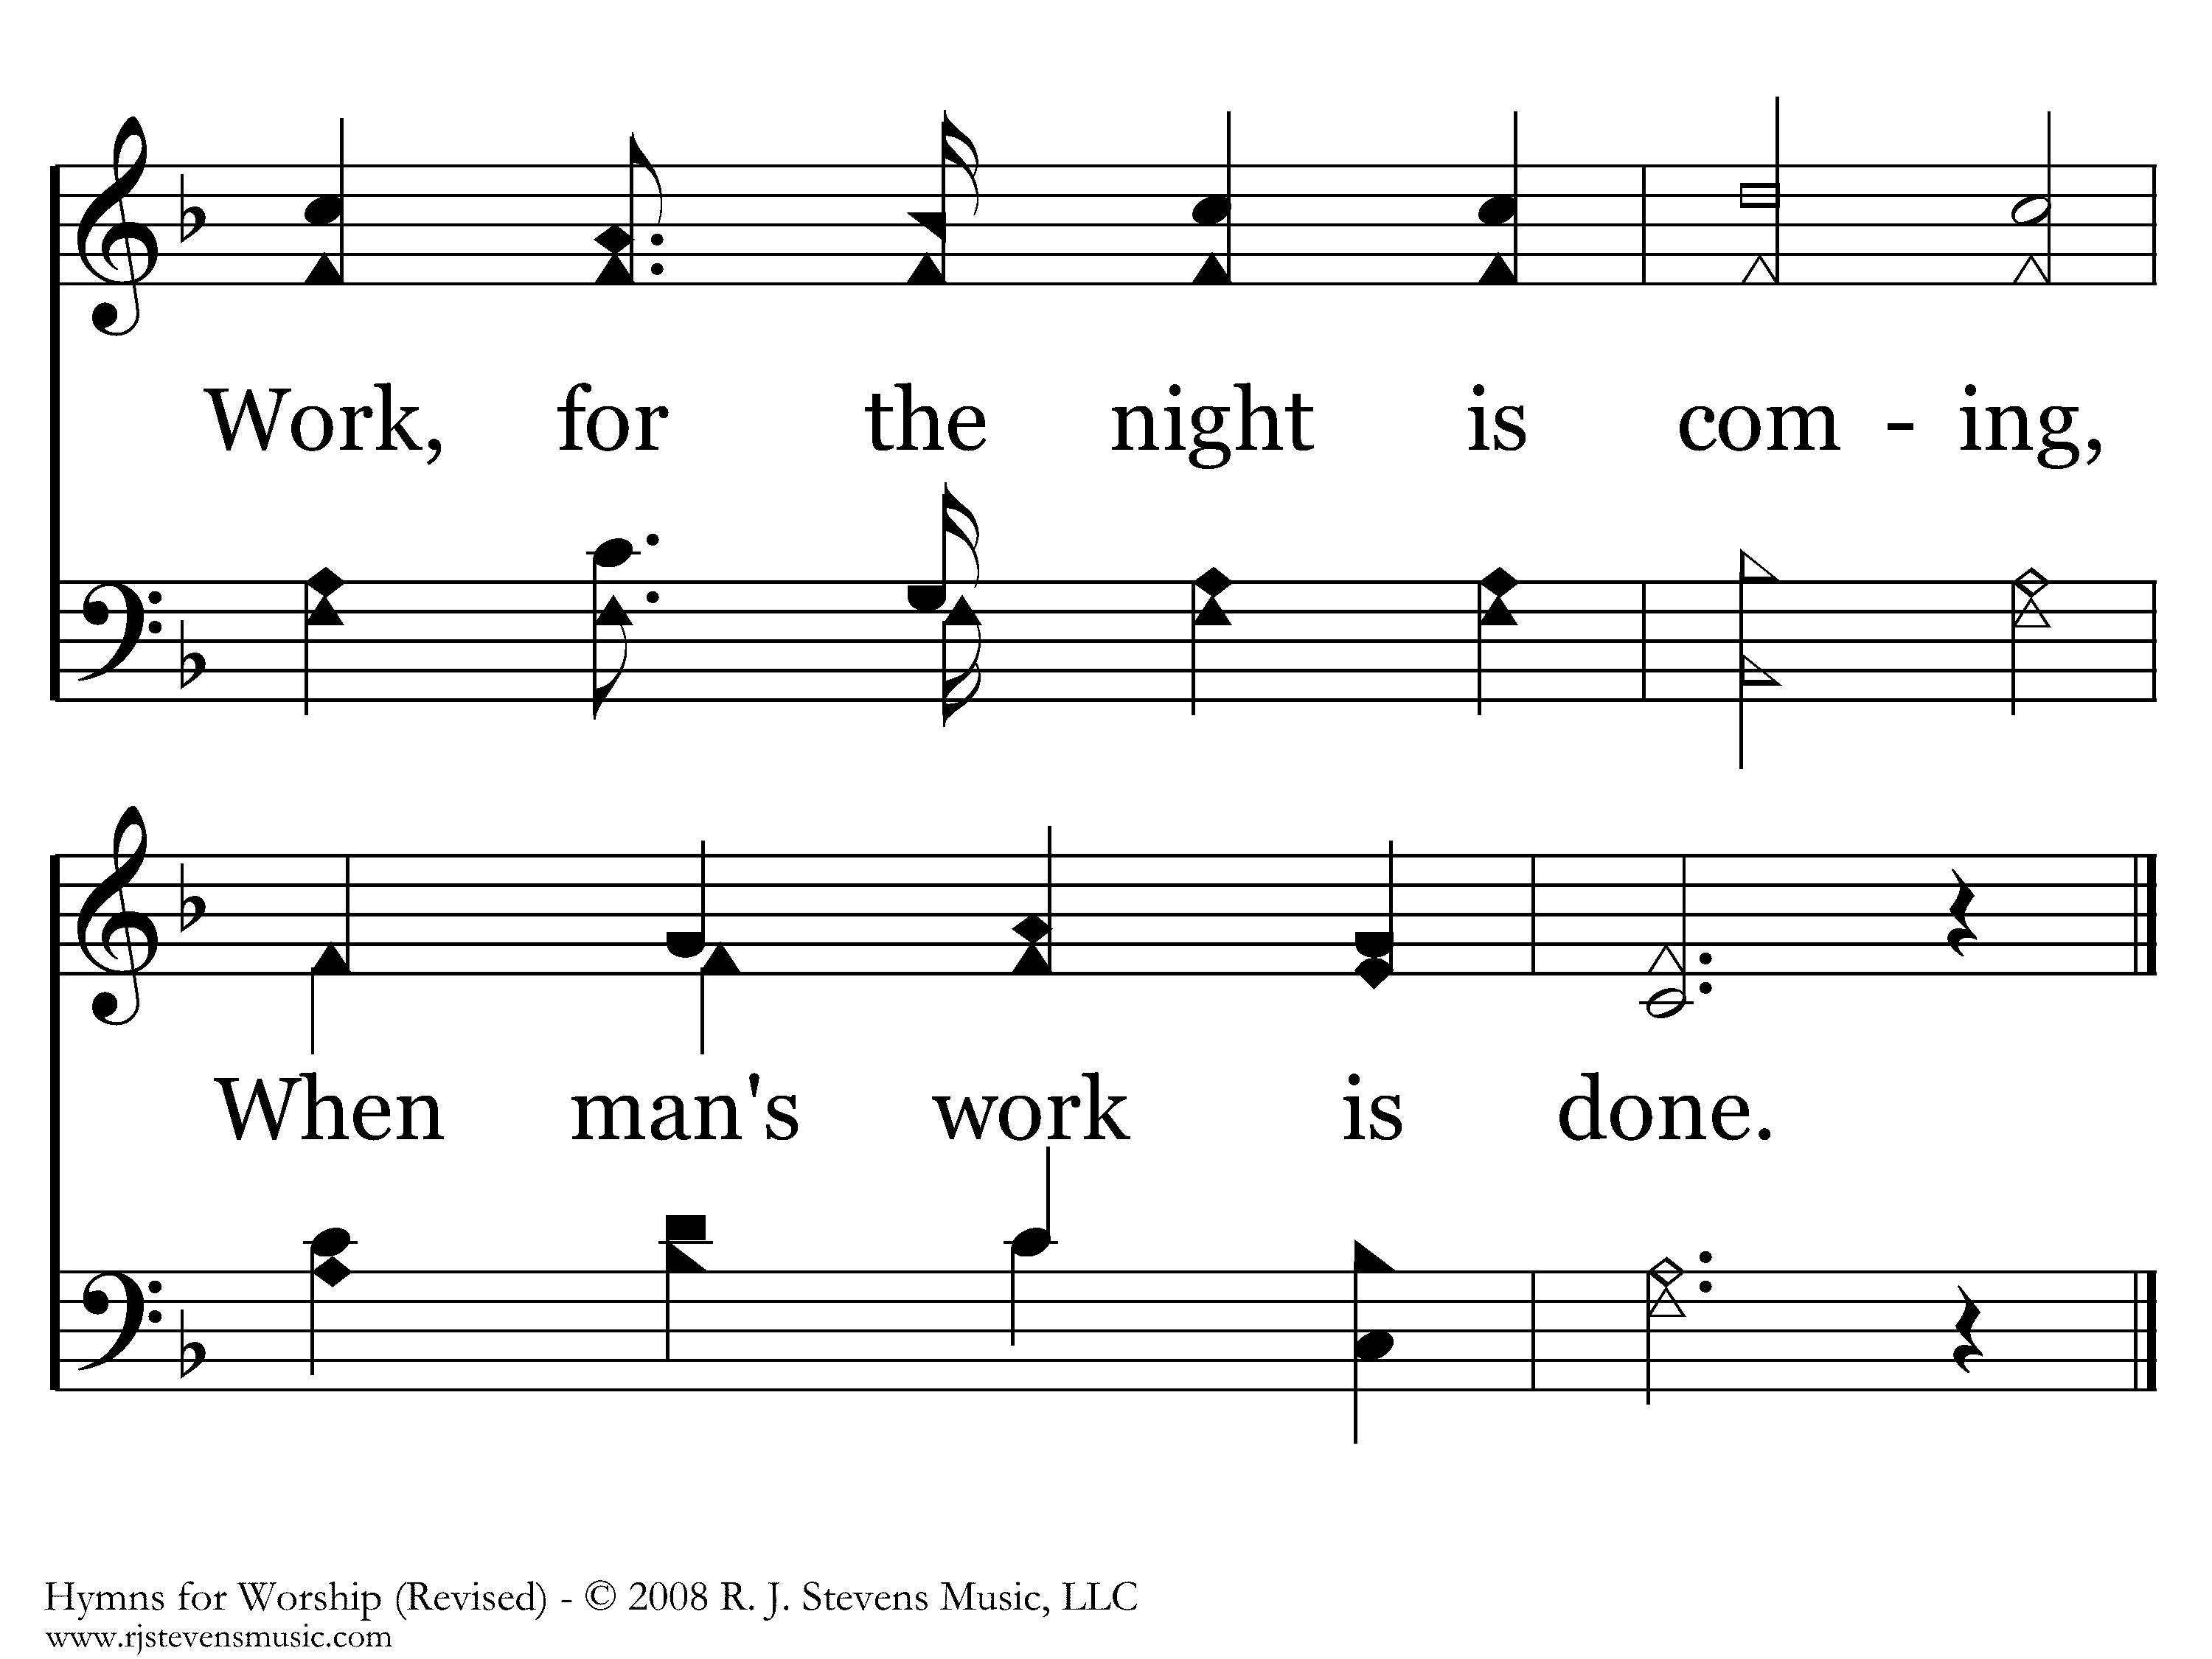 Work, for the night is com - ing,
When man's work is done.
Hymns for Worship (Revised) - © 2008 R. J. Stevens Music, LLC
www.rjstevensmusic.com